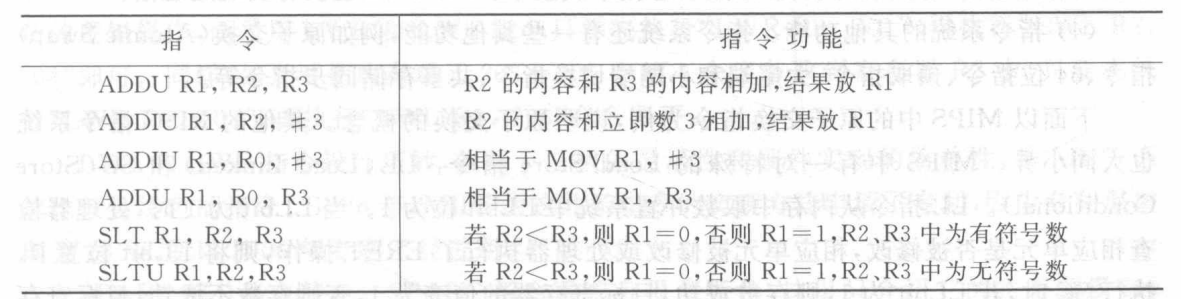 指 令 指令功能
ADDU R1, R2, R3 R2 的内容和 R3 的内容相加,结果放 R1
ADDIU R1, R2, #3 R2 的内容和立即数 3 相加,结果放 R1
ADDIU R1, R0, #3 相当于 MOV R1, #3
ADDU R1, R0, R3 相当于 MOV R1, R3
SLT R1, R2, R3 若 R2<R3,则 R1=0,否则 R1=1,R2、R3 中为有符号数
SLTU R1,R2,R3 若 R2<R3,则 R1=0,否则 R1=1,R2、R3 中为无符号数